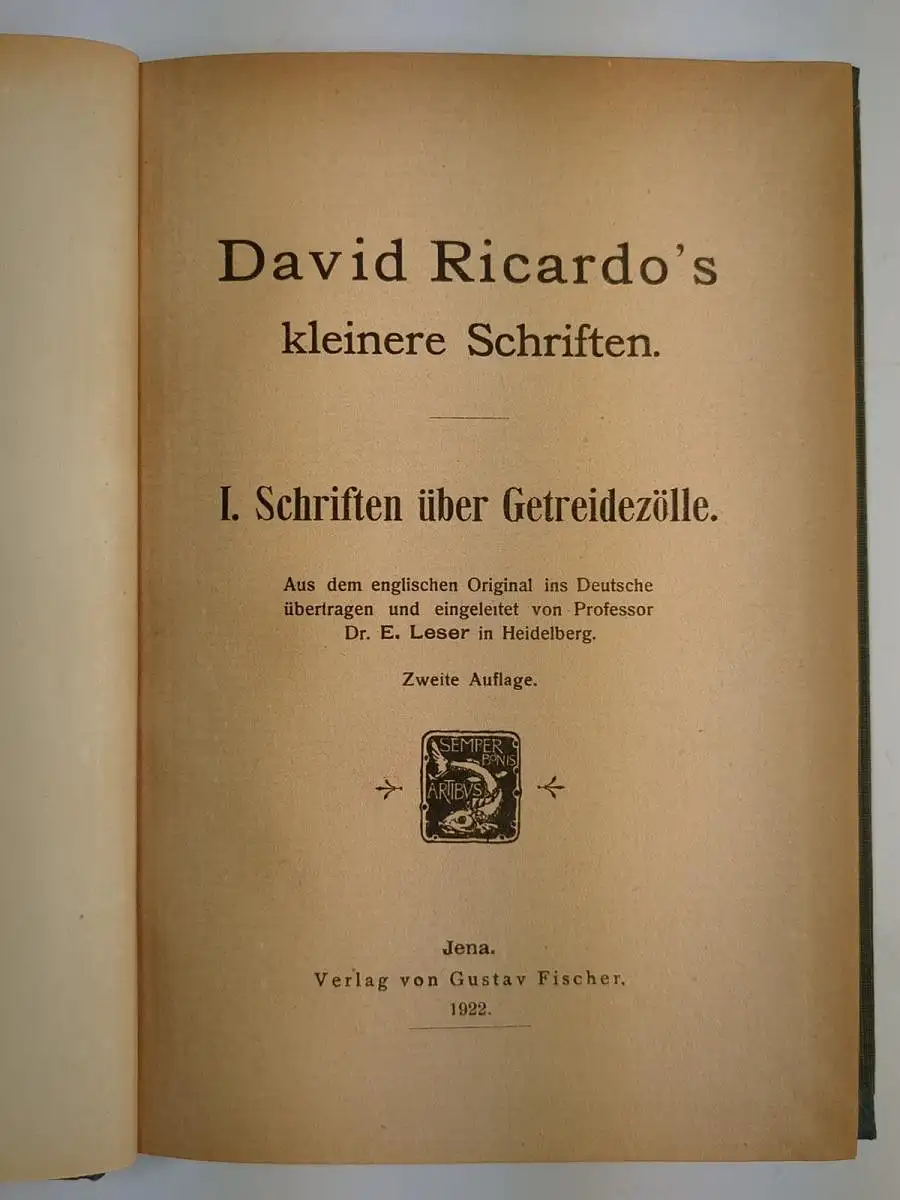 David Ricardo's
kleinere Schriften.
I. Schriften über Getreidezölle.
Aus dem englischen Original ins Deutsche
übertragen und eingeleitet von Professor
Dr. E. Leser in Heidelberg.
Zweite Auflage.
SEMPER
BONIS
ARTIBVS
Jena.
Verlag von Gustav Fischer.
1922.